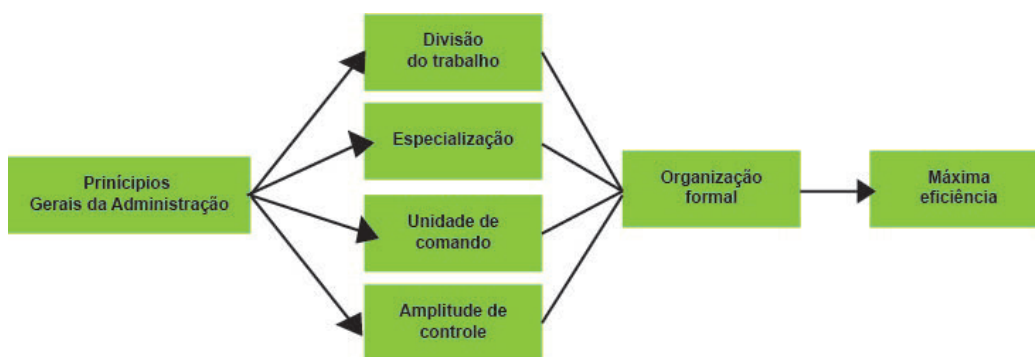 Divisão
do trabalho
Especialização
Prinícipios
Gerais da Administração
Unidade de
comando
Amplitude de
controle
Organização
formal
Máxima
eficiência